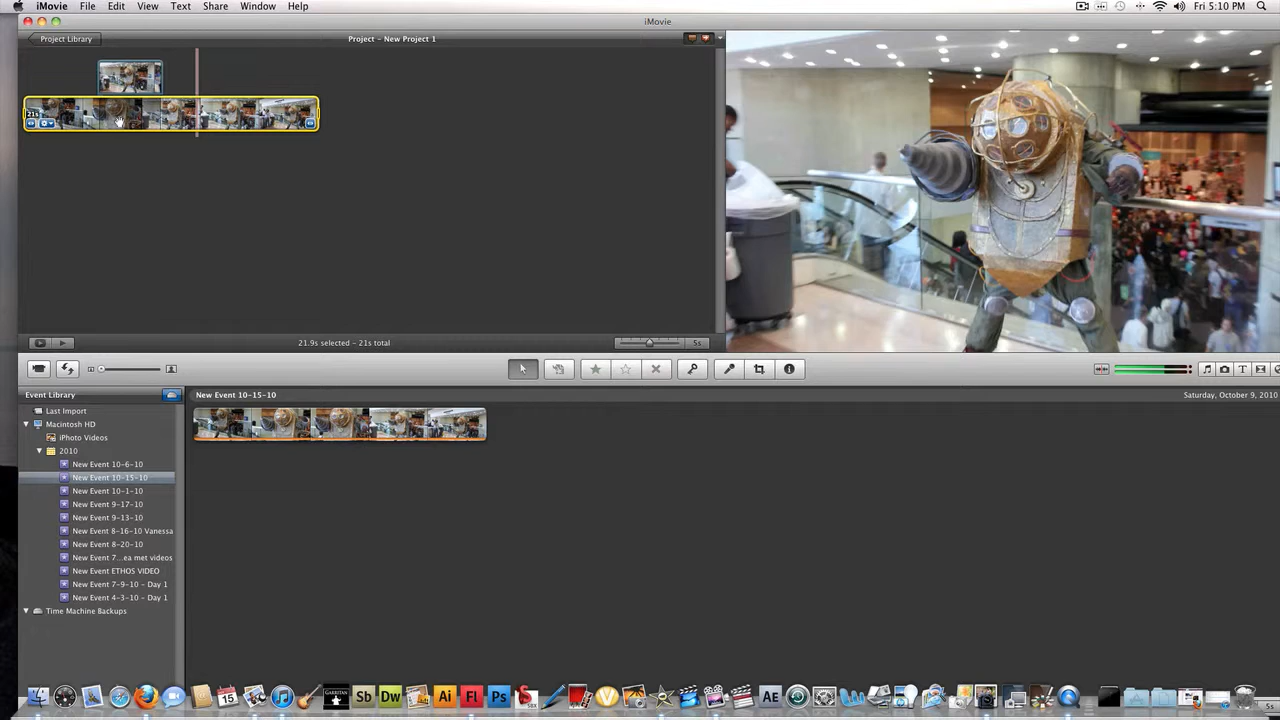 iMovie File Edit View Text Share Window Help Fri 5:10 PM
iMovie
Project Library Project - New Project 1
21s
21.9s selected - 21s total 5s
Event Library New Event 10-15-10 Saturday, October 9, 2010
Last Import
Macintosh HD
iPhoto Videos
2010
New Event 10-6-10
New Event 10-15-10
New Event 10-1-10
New Event 9-17-10
New Event 9-13-10
New Event 8-16-10 Vanessa
New Event 8-20-10
New Event 7...ea met videos
New Event ETHOS VIDEO
New Event 7-9-10 - Day 1
New Event 4-3-10 - Day 1
Time Machine Backups
15 GARRITAN Sb Dw Ai Fl Ps S AE 5s